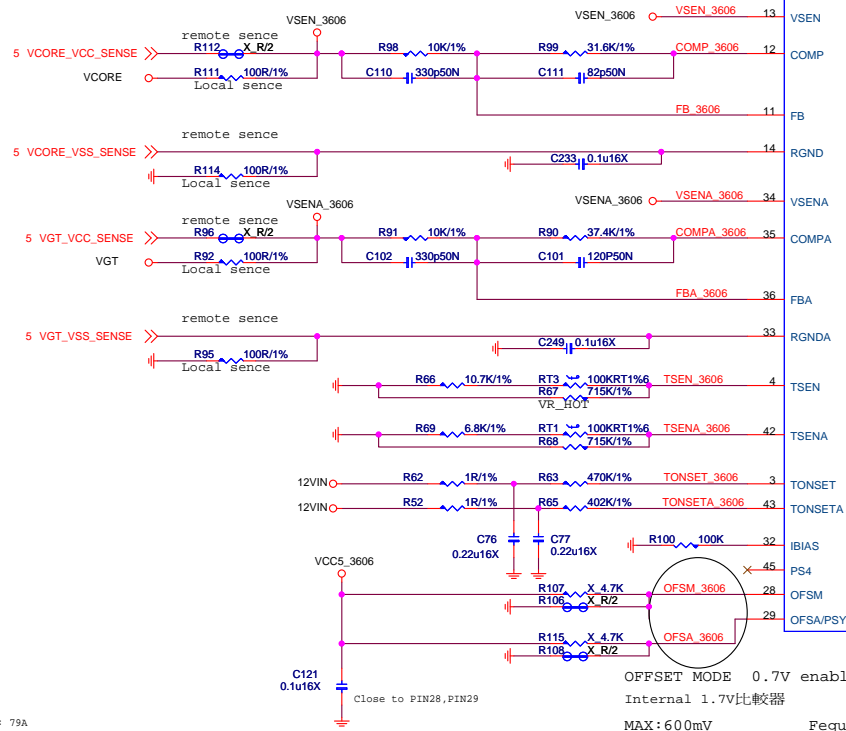 VSEN_3606 VSEN_3606 13 VSEN
remote sence VSEN_3606
5 VCORE_VCC_SENSE R112 X_R/2 R98 10K/1% R99 31.6K/1% COMP_3606 12 COMP
VCORE R111 100R/1% C110 330p50N C111 82p50N
Local sence
FB_3606 11 FB
remote sence
5 VCORE_VSS_SENSE 14 RGND
C233 0.1u16X
R114 100R/1%
Local sence
VSENA_3606 VSENA_3606 34 VSENA
VSENA_3606
remote sence
5 VGT_VCC_SENSE R96 X_R/2 R91 10K/1% R90 37.4K/1% COMPA_3606 35 COMPA
VGT R92 100R/1% C102 330p50N C101 120P50N
Local sence
FBA_3606 36 FBA
remote sence
5 VGT_VSS_SENSE 33 RGNDA
C249 0.1u16X
R95 100R/1%
Local sence
R66 10.7K/1% RT3 100KRT1%6 TSEN_3606 4 TSEN
R67 715K/1%
VR_HOT
R69 6.8K/1% RT1 100KRT1%6 TSENA_3606 42 TSENA
R68 715K/1%
12VIN R62 1R/1% R63 470K/1% TONSET_3606 3 TONSET
12VIN R52 1R/1% R65 402K/1% TONSETA_3606 43 TONSETA
C76 C77
0.22u16X 0.22u16X
R100 100K 32 IBIAS
VCC5_3606 45 PS4
R107 X_4.7K OFSM_3606 28 OFSM
R106 X_R/2
29 OFSA/PSY
R115 X_4.7K OFSA_3606
R108 X_R/2
C121
0.1u16X
Close to PIN28,PIN29
OFFSET MODE 0.7V enabl
Internal 1.7V比較器
79A
MAX:600mV Fequ